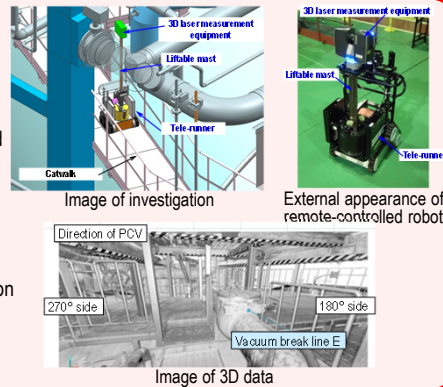 3D laser measurement
equipment
Liftable mast
Tele-runner
Catwalk
Image of investigation
3D laser measurement equipment
Liftable mast
Tele-runner
External appearance of
remote-controlled robot
Direction of PCV
270° side
180° side
Vacuum break line E
Image of 3D data